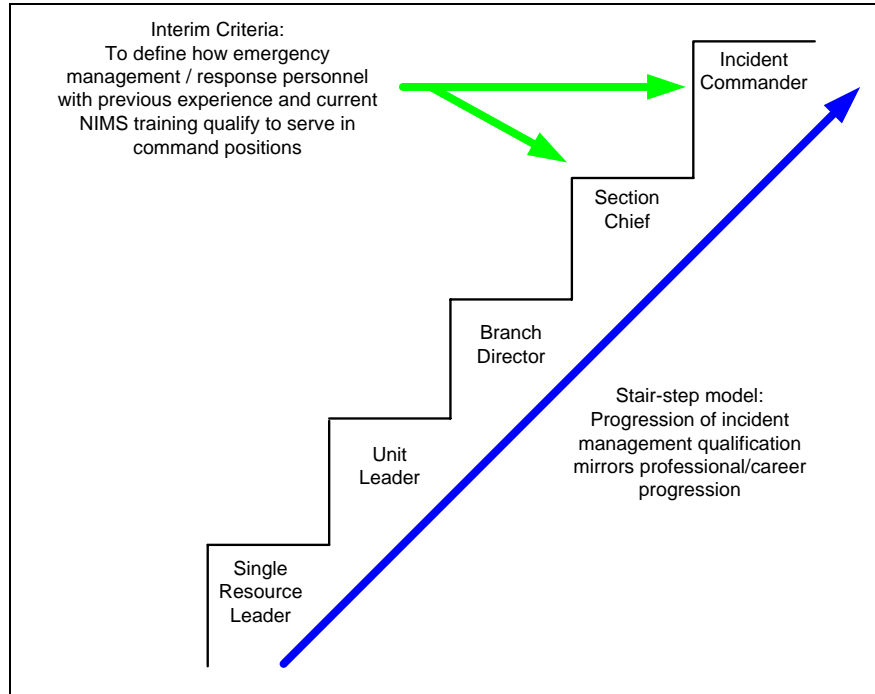 Interim Criteria:
To define how emergency
management / response personnel
with previous experience and current
NIMS training qualify to serve in
command positions
Incident
Commander
Section
Chief
Branch
Director
Stair-step model:
Progression of incident
management qualification
mirrors professional/career
progression
Unit
Leader
Single
Resource
Leader